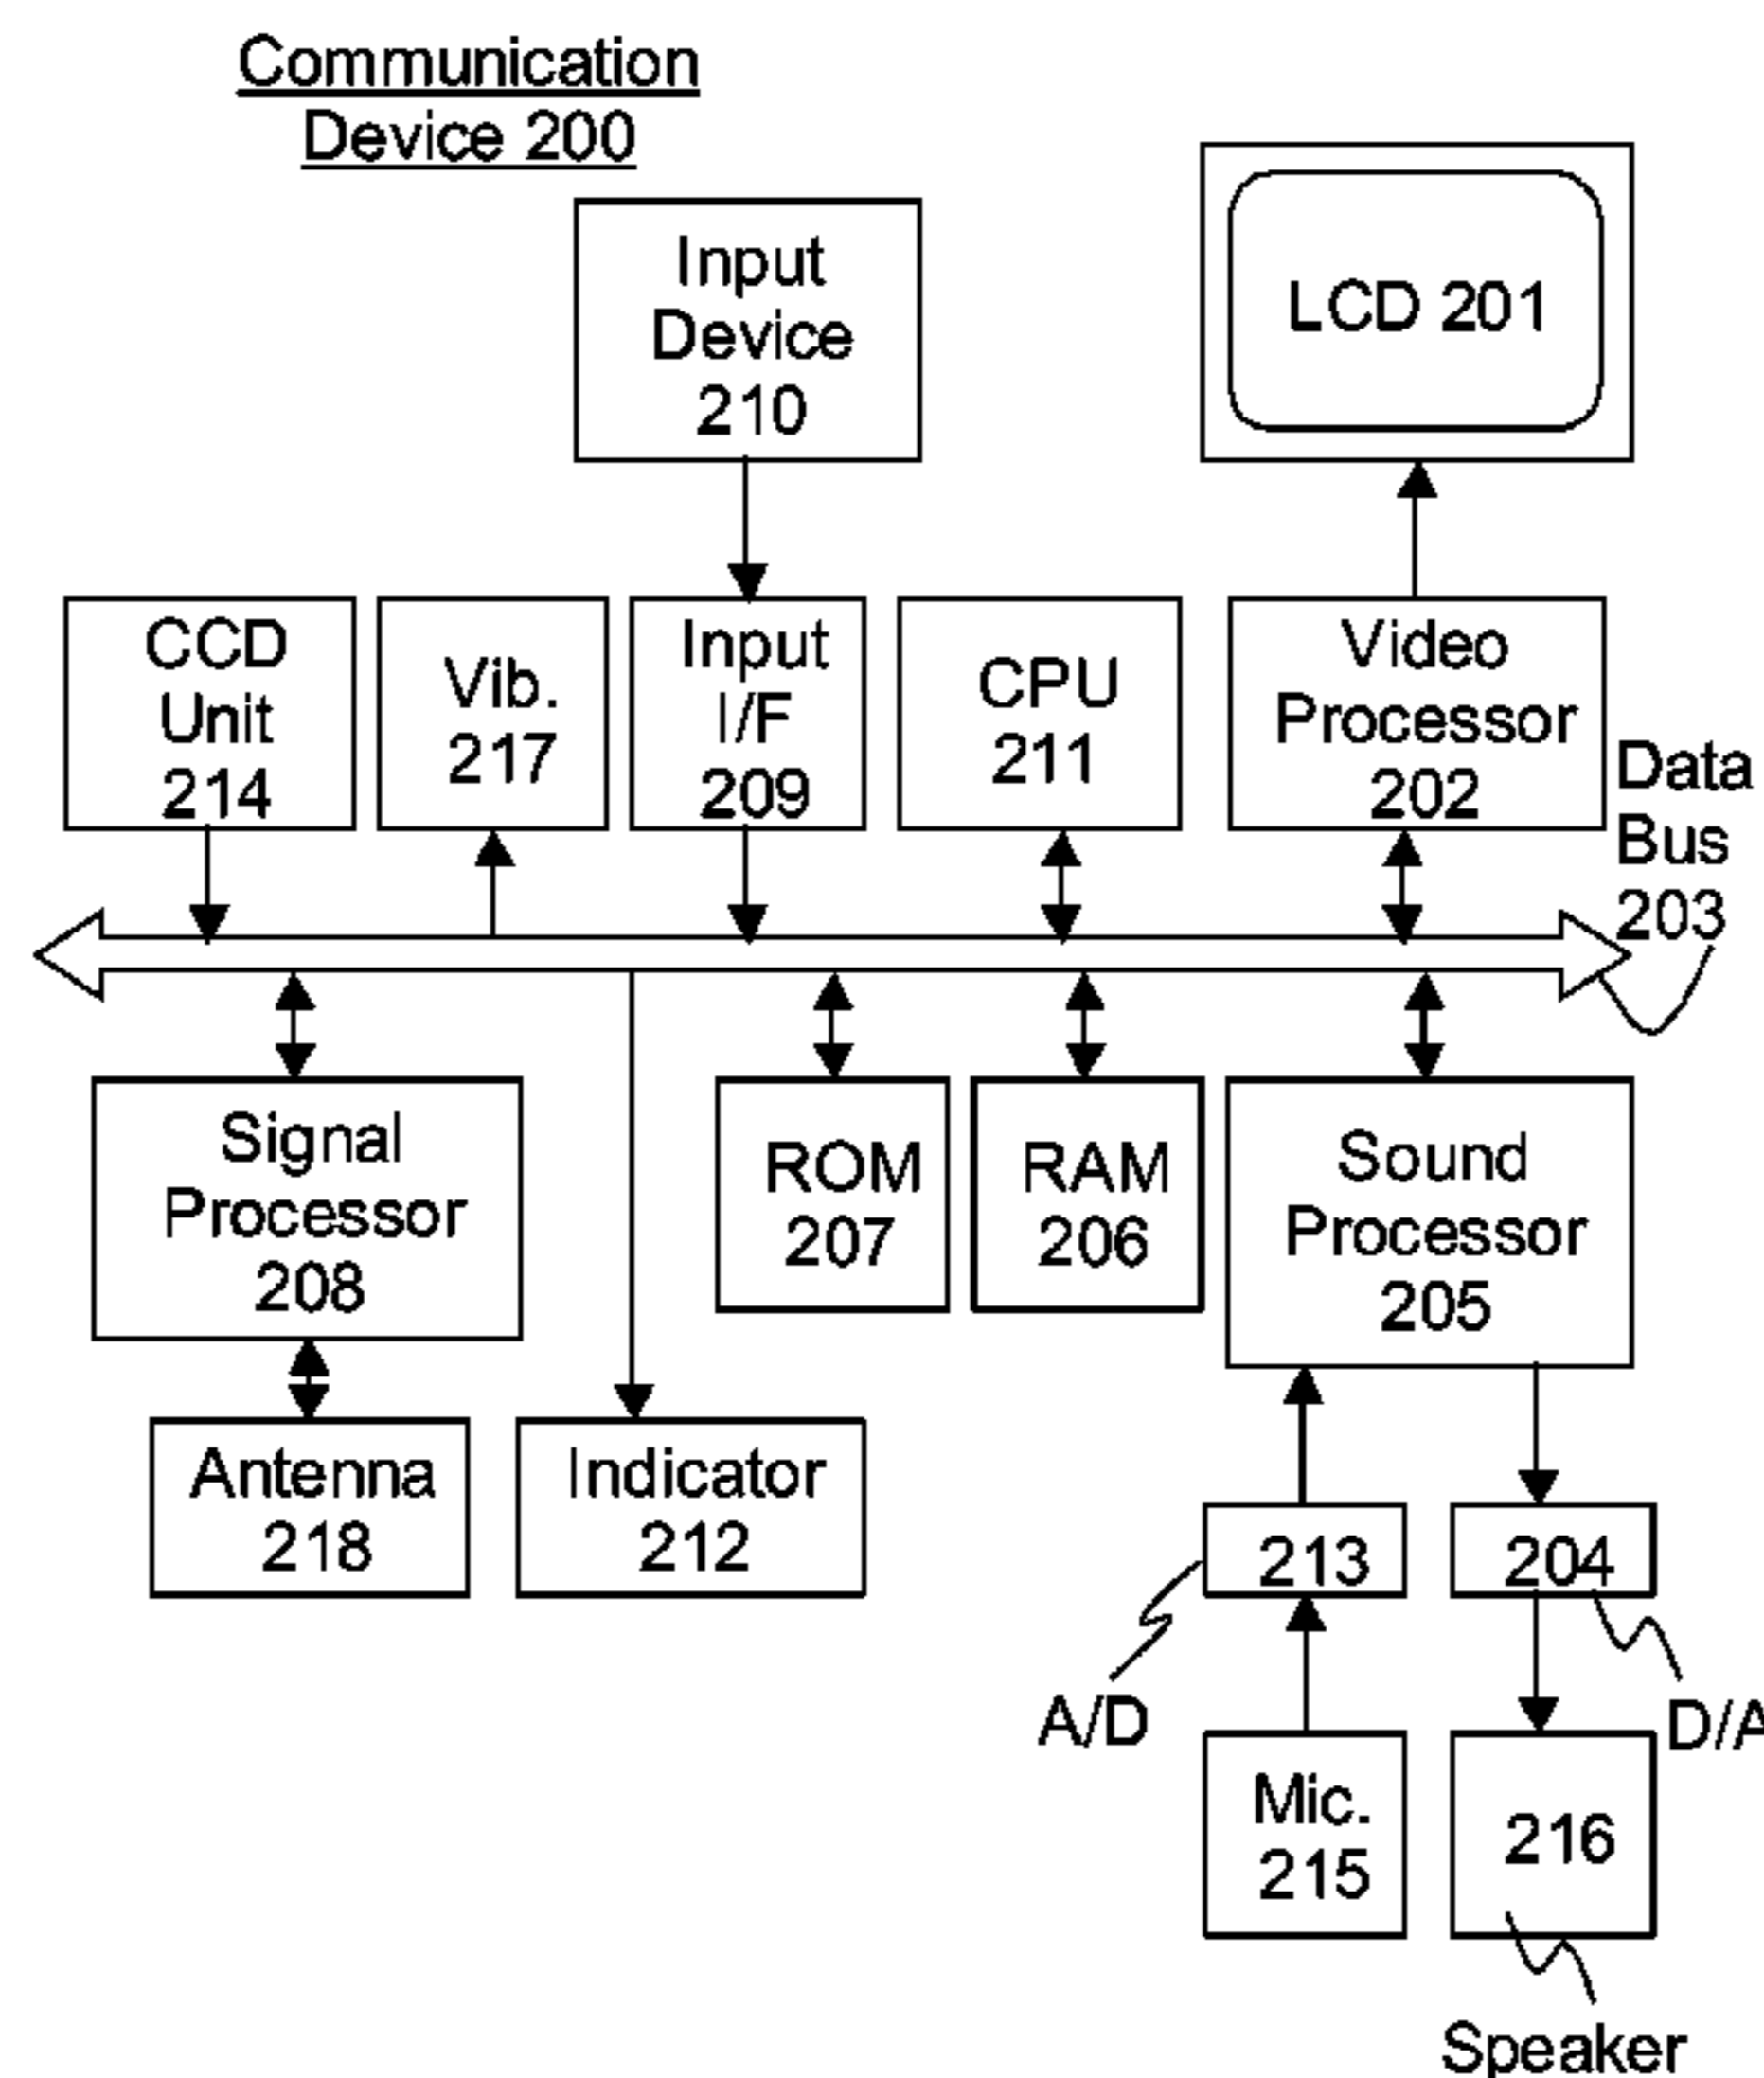 Communication
Device 200
Input
Device
210
LCD 201
CCD
Unit
214
Vib.
217
Input
I/F
209
CPU
211
Video
Processor
202
Data
Bus
203
Signal
Processor
208
ROM
207
RAM
206
Sound
Processor
205
Antenna
218
Indicator
212
213
204
A/D
D/A
Mic.
215
216
Speaker